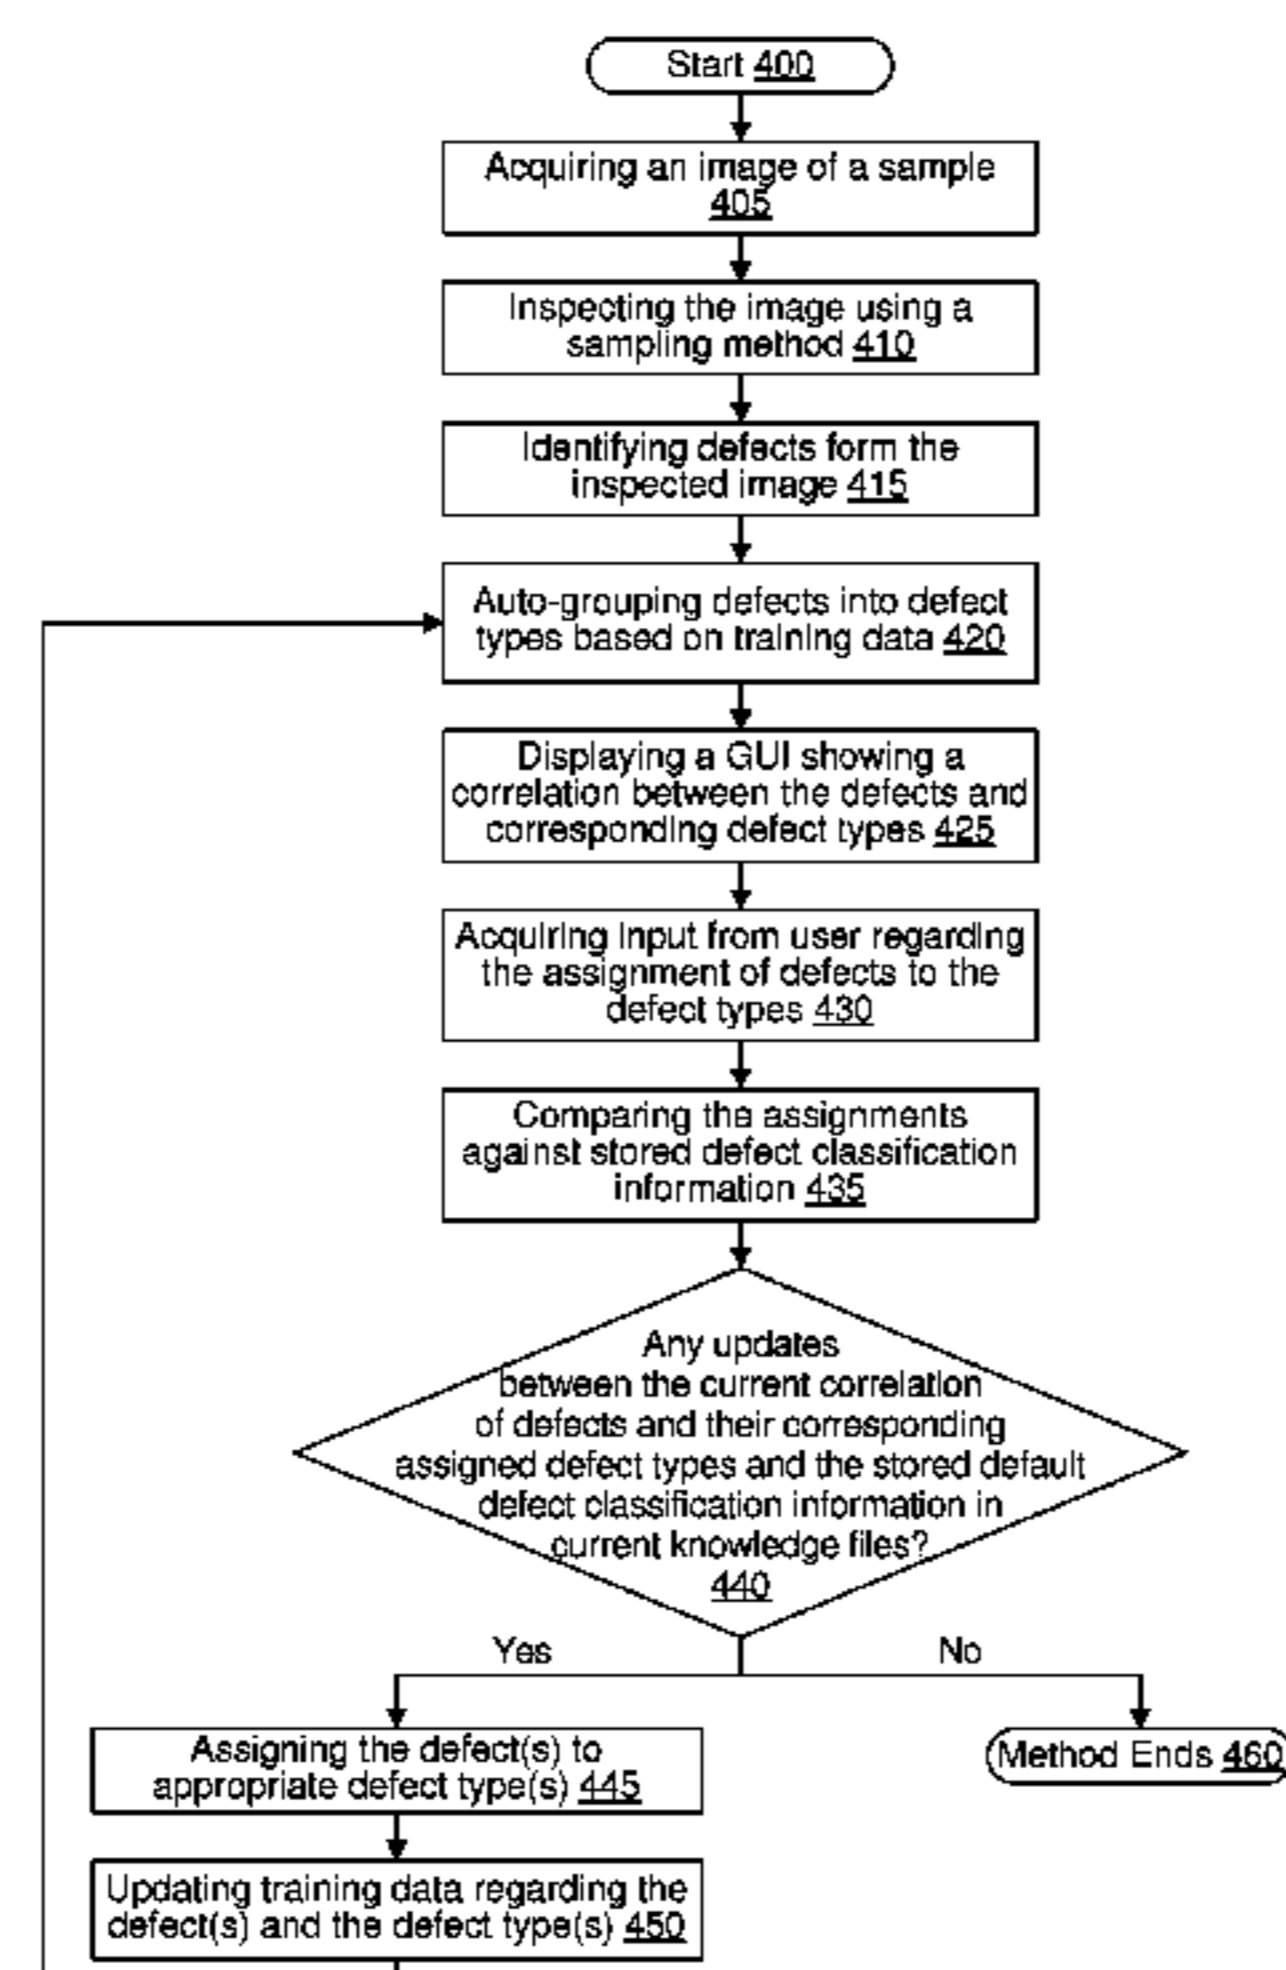 Start 400
Acquiring an image of a sample
405
Inspecting the image using a
sampling method 410
Identifying defects form the
inspected image 415
Auto-grouping defects into defect
types based on training data 420
Displaying a GUI showing a
correlation between the defects and
corresponding defect types 425
Acquiring input from user regarding
the assignment of defects to the
defect types 430
Comparing the assignments
against stored defect classification
information 435
Any updates
between the current correlation
of defects and their corresponding
assigned defect types and the stored default
defect classification information in
current knowledge files?
440
Yes
No
Assigning the defect(s) to
appropriate defect type(s) 445
Method Ends 460
Updating training data regarding the
defect(s) and the defect type(s) 450